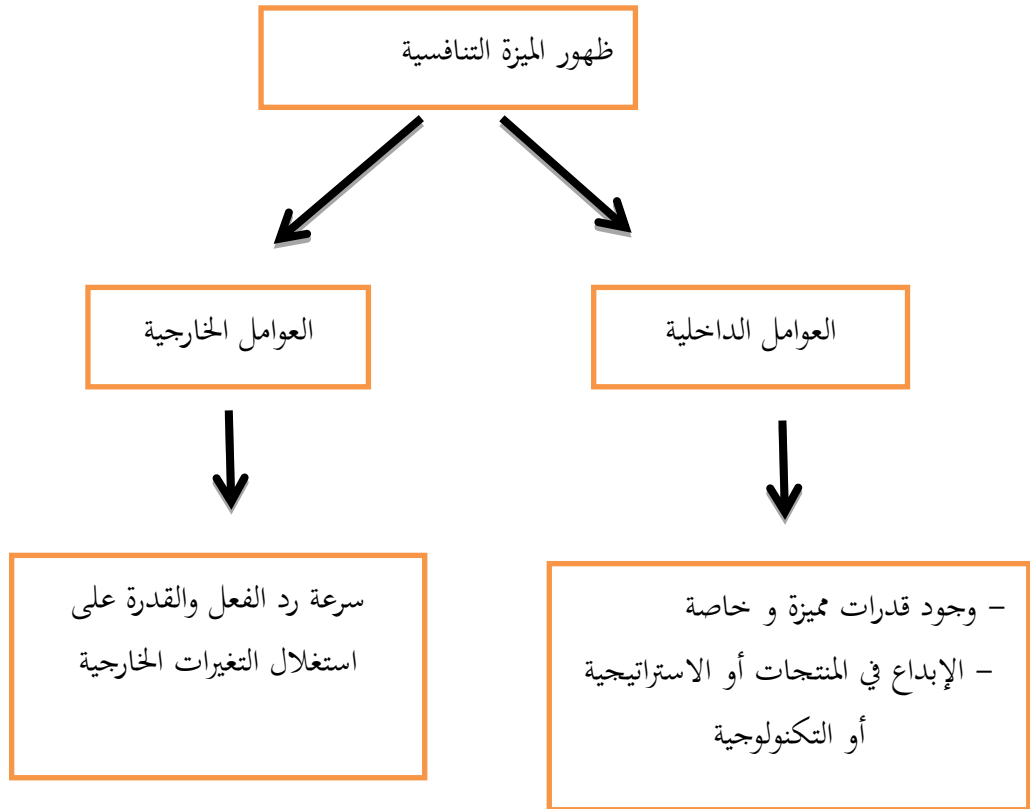 ظهور الميزة التنافسية
العوامل الداخلية
العوامل الخارجية
– وجود قدرات مميزة و خاصة
– الإبداع في المنتجات أو الاستراتيجية
أو التكنولوجية
سرعة رد الفعل والقدرة على
استغلال التغيرات الخارجية